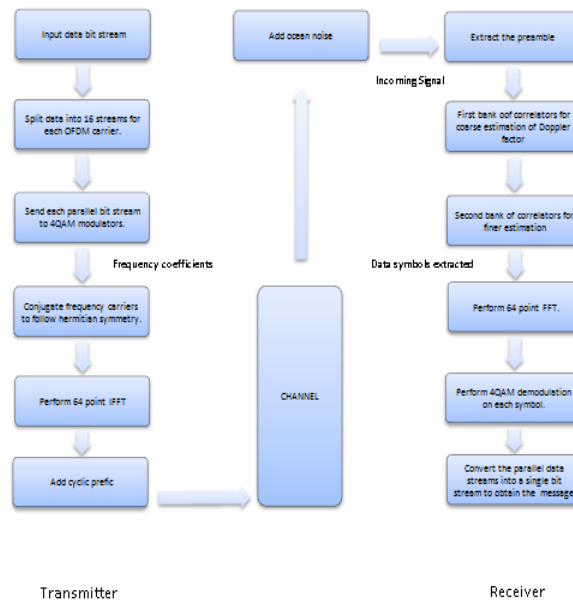 Input data bit stream
Split data into 16 streams for
each OFDM carrier.
Send each parallel bit stream
to 4QAM modulators.
Frequency coefficients
Conjugate frequency carriers
to follow hermitian symmetry.
Perform 64 point IFFT
Add cyclic prefic
CHANNEL
Add ocean noise
Incoming Signal
Extract the preamble
First bank oof correlators for
coarse estimation of Doppler
factor
Second bank of correlators for
finer estimation
Data symbols extracted
Perform 64 point FFT.
Perform 4QAM demodulation
on each symbol.
Convert the parallel data
streams into a single bit
stream to obtain the message
Transmitter
Receiver